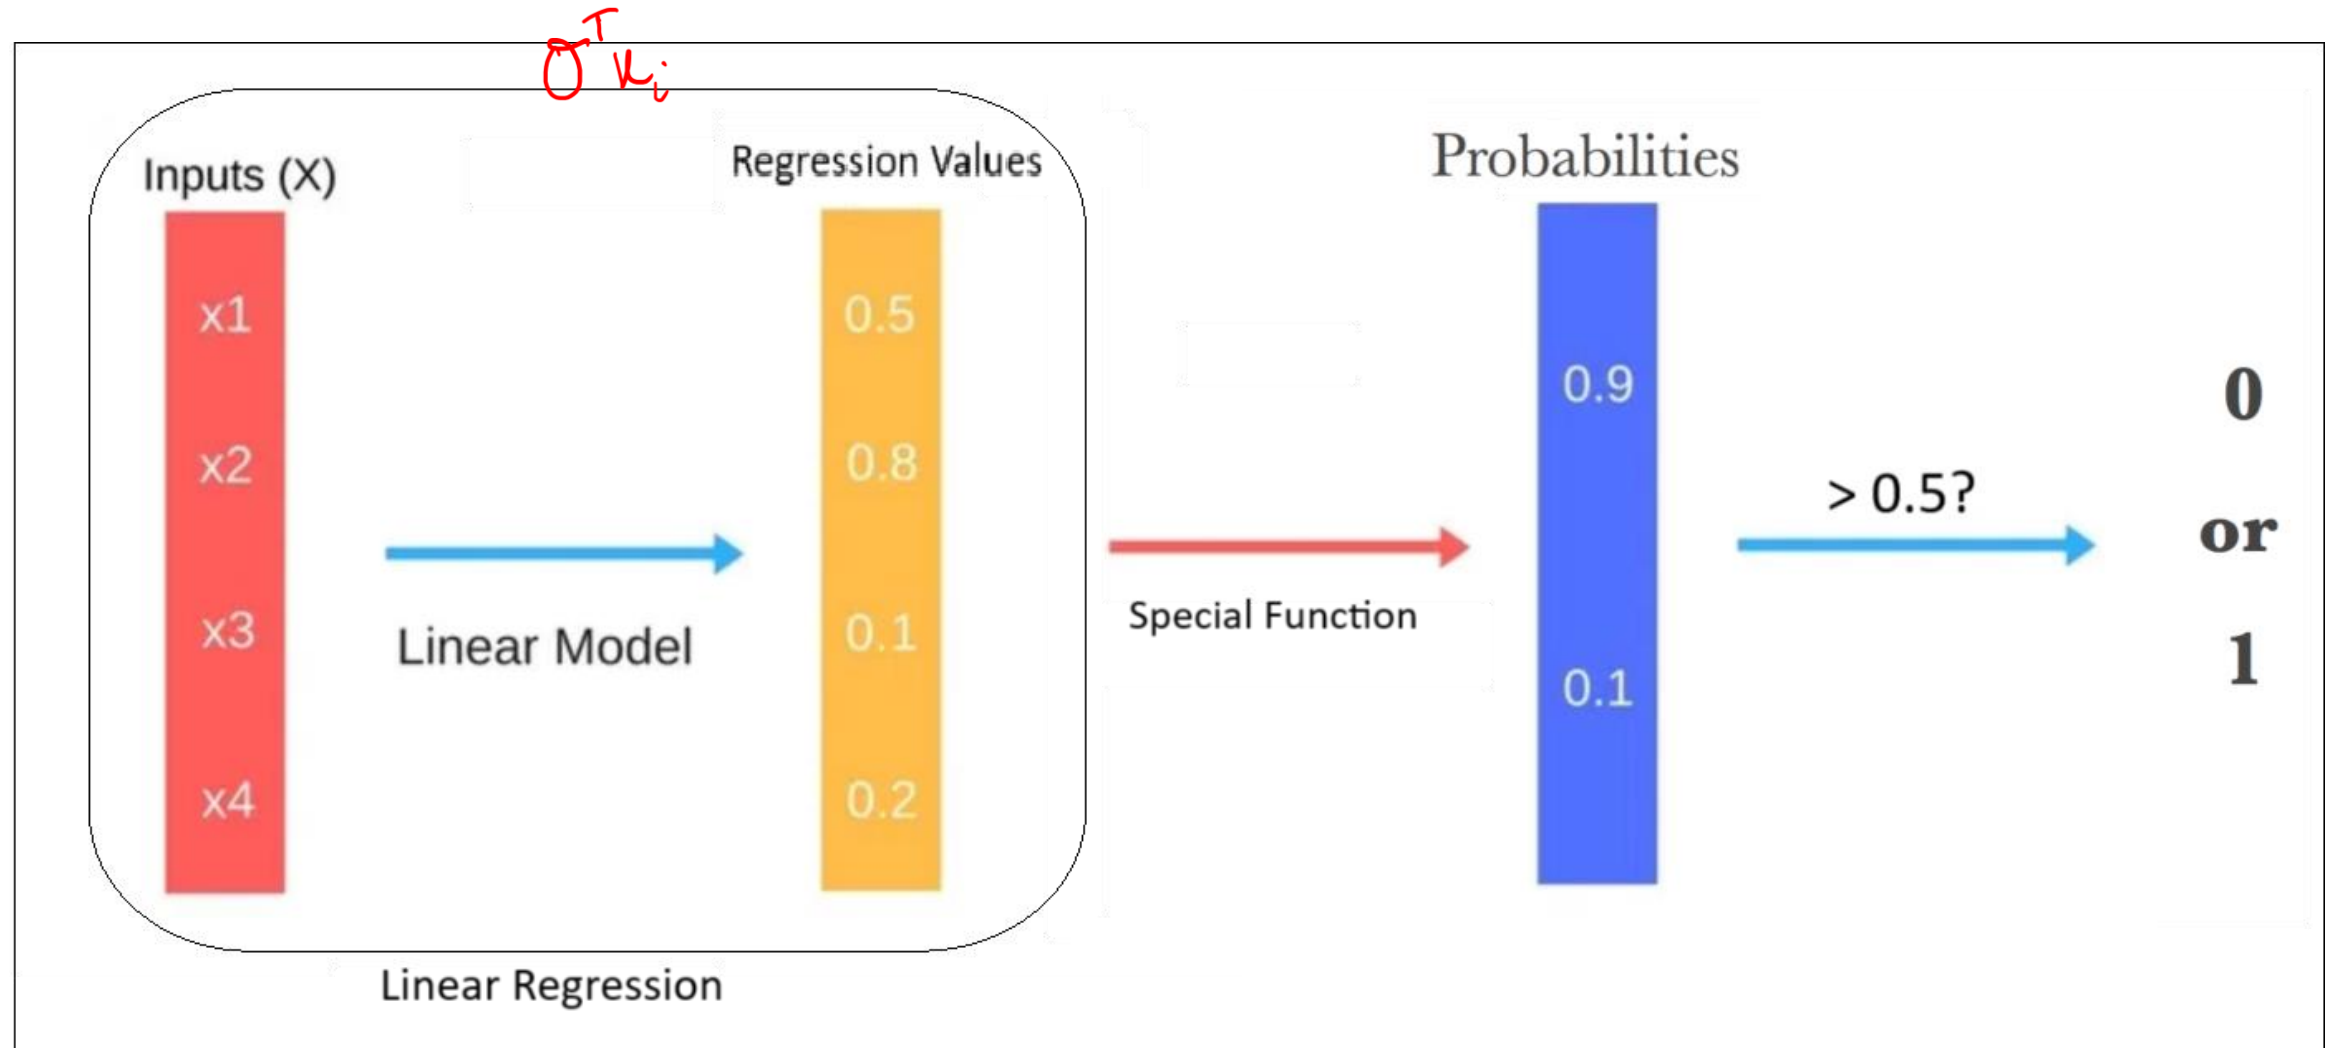 σᵀxᵢ
Inputs (X)
Regression Values
Probabilities
x1
x2
x3
x4
Linear Model
0.5
0.8
0.1
0.2
Linear Regression
Special Function
0.9
0.1
> 0.5?
0
or
1